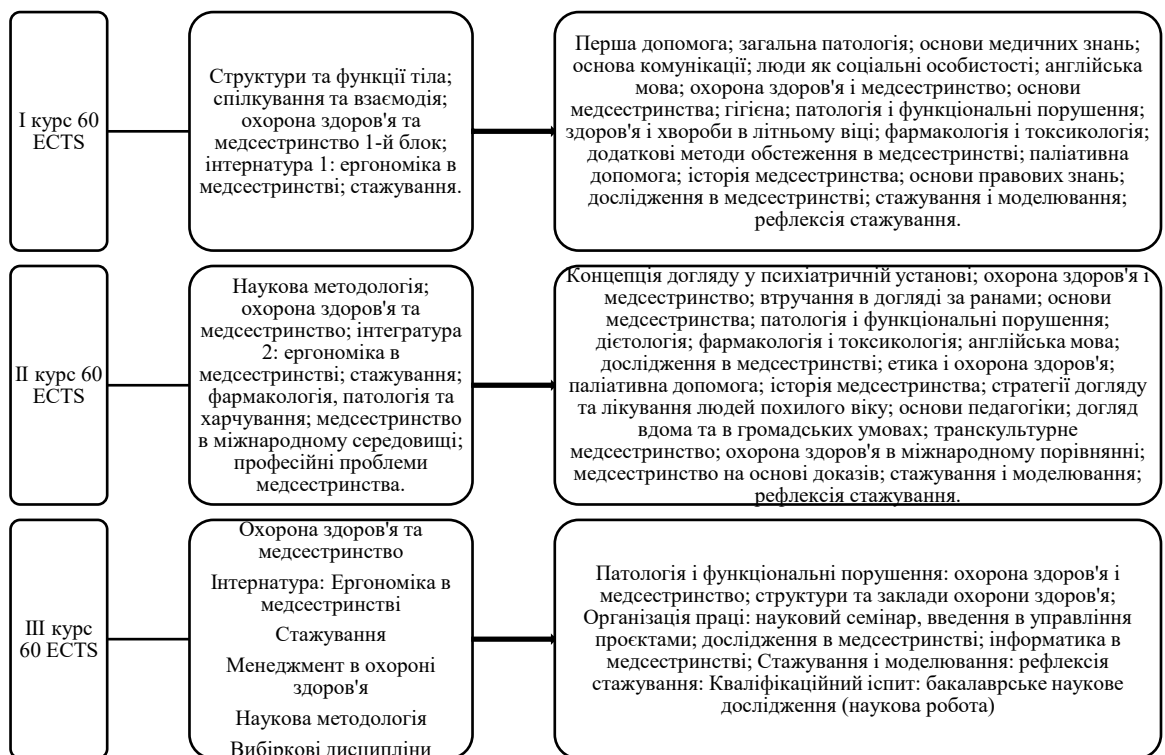 І курс 60
ECTS
Структури та функції тіла;
спілкування та взаємодія;
охорона здоров'я та
медсестринство 1-й блок;
інтернатура 1: ергономіка в
медсестринстві; стажування.
Перша допомога; загальна патологія; основи медичних знань;
основа комунікації; люди як соціальні особистості; англійська
мова; охорона здоров'я і медсестринство; основи
медсестринства; гігієна; патологія і функціональні порушення;
здоров'я і хвороби в літньому віці; фармакологія і токсикологія;
додаткові методи обстеження в медсестринстві; паліативна
допомога; історія медсестринства; основи правових знань;
дослідження в медсестринстві; стажування і моделювання;
рефлексія стажування.
ІІ курс 60
ECTS
Наукова методологія;
охорона здоров'я та
медсестринство; інтегратура
2: ергономіка в
медсестринстві; стажування;
фармакологія, патологія та
харчування; медсестринство
в міжнародному середовищі;
професійні проблеми
медсестринства.
Концепція догляду у психіатричній установі; охорона здоров'я і
медсестринство; втручання в догляді за ранами; основи
медсестринства; патологія і функціональні порушення;
дієтологія; фармакологія і токсикологія; англійська мова;
дослідження в медсестринстві; етика і охорона здоров'я;
паліативна допомога; історія медсестринства; стратегії догляду
та лікування людей похилого віку; основи педагогіки; догляд
вдома та в громадських умовах; транскультурне
медсестринство; охорона здоров'я в міжнародному порівнянні;
медсестринство на основі доказів; стажування і моделювання;
рефлексія стажування.
ІІІ курс
60 ECTS
Охорона здоров'я та
медсестринство
Інтернатура: Ергономіка в
медсестринстві
Стажування
Менеджмент в охороні
здоров'я
Наукова методологія
Вибіркові дисципліни
Патологія і функціональні порушення: охорона здоров'я і
медсестринство; структури та заклади охорони здоров'я;
Організація праці: науковий семінар, введення в управління
проєктами; дослідження в медсестринстві; інформатика в
медсестринстві; Стажування і моделювання: рефлексія
стажування: Кваліфікаційний іспит: бакалаврське наукове
дослідження (наукова робота)